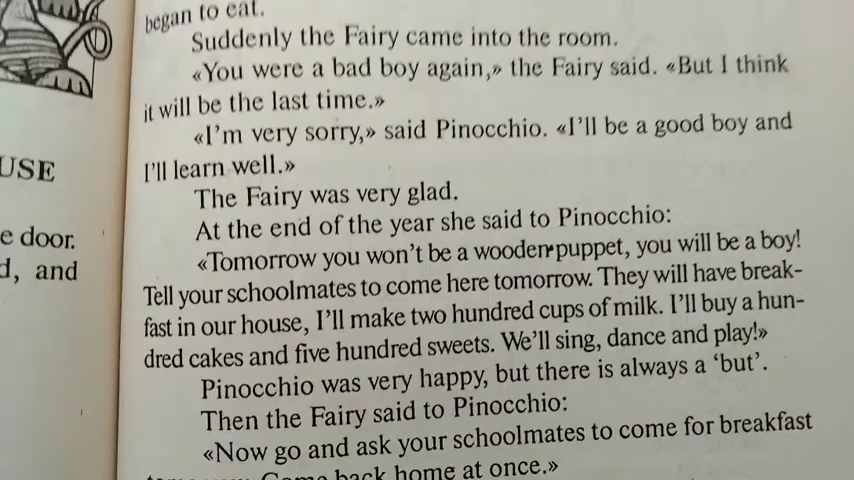 USE
e door.
d, and
began to eat.
Suddenly the Fairy came into the room.
«You were a bad boy again,» the Fairy said. «But I think
it will be the last time.»
«I'm very sorry,» said Pinocchio. «I'll be a good boy and
I'll learn well.»
The Fairy was very glad.
At the end of the year she said to Pinocchio:
«Tomorrow you won't be a wooden puppet, you will be a boy!
Tell your schoolmates to come here tomorrow. They will have break-
fast in our house, I'll make two hundred cups of milk. I'll buy a hun-
dred cakes and five hundred sweets. We'll sing, dance and play!»
Pinocchio was very happy, but there is always a 'but'.
Then the Fairy said to Pinocchio:
«Now go and ask your schoolmates to come for breakfast
tomorrow. Come back home at once.»